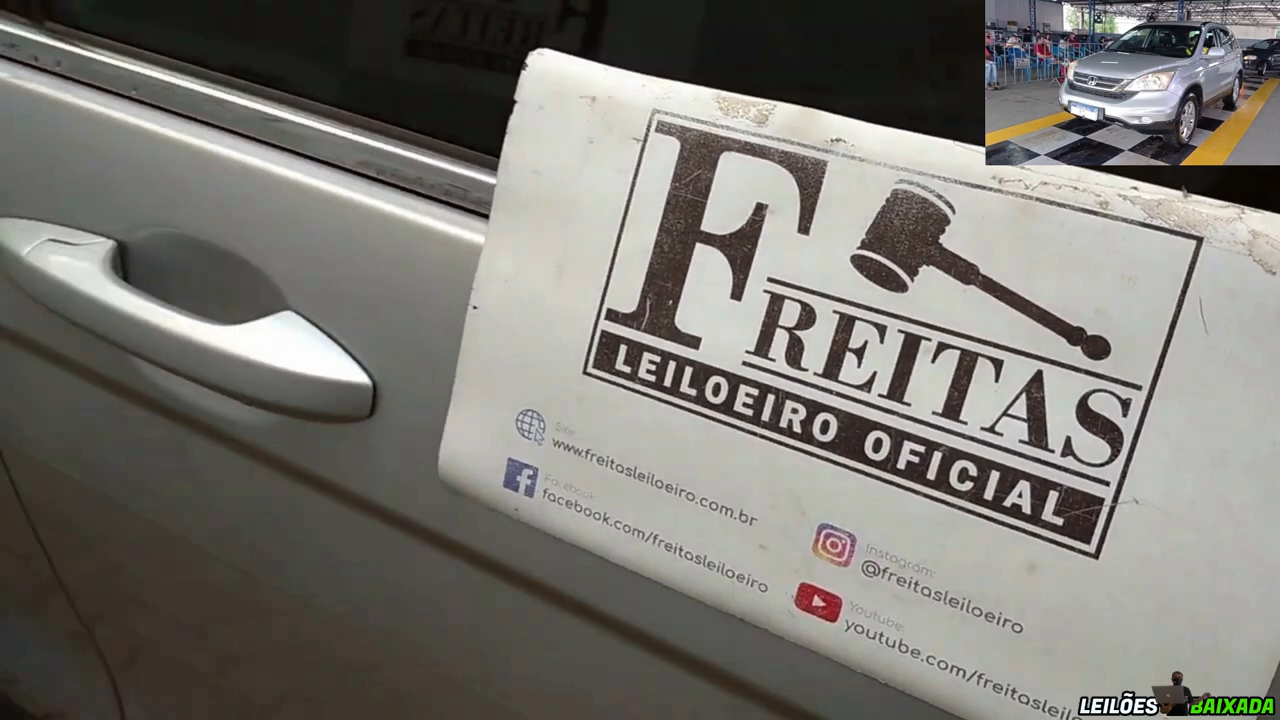 FREITAS
LEILOEIRO OFICIAL
Site:
www.freitasleiloeiro.com.br
Facebook:
facebook.com/freitasleiloeiro
Instagram:
@freitasleiloeiro
Youtube:
youtube.com/freitasleilo
LEILÕES BAIXADA